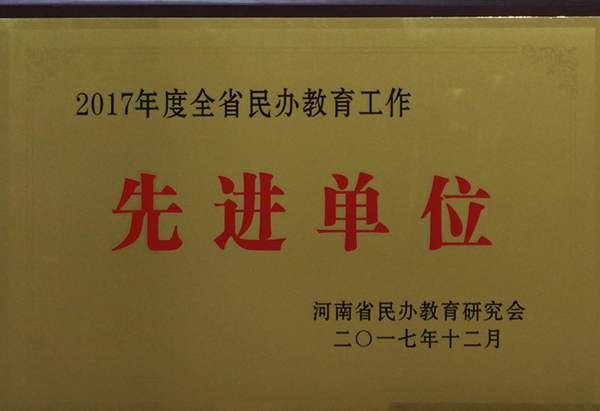 2017年度全省民办教育工作
先进单位
河南省民办教育研究会
二〇一七年十二月